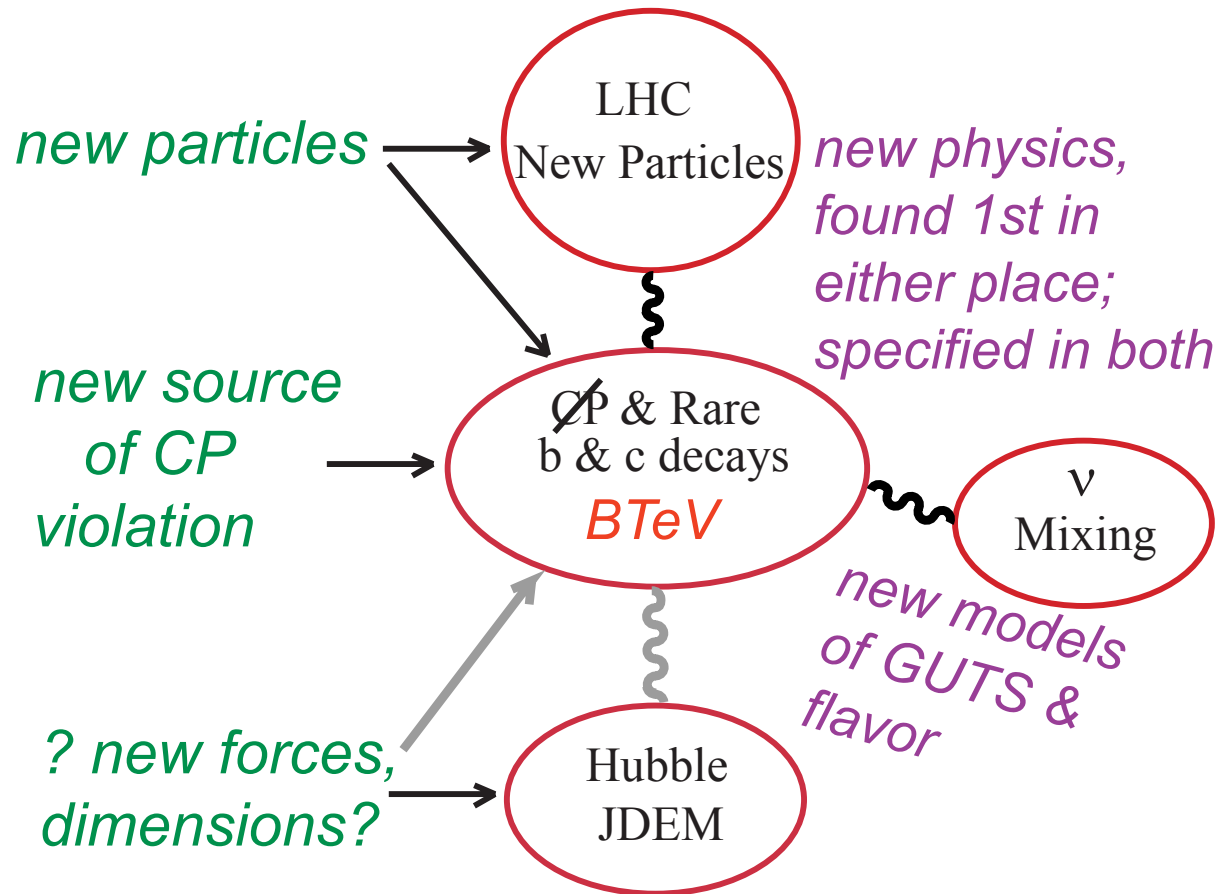 LHC
New Particles
new particles
new physics,
found 1st in
either place;
specified in both
new source
of CP
violation
CP & Rare
b & c decays
BTeV
ν
Mixing
new models
of GUTS &
flavor
? new forces,
dimensions?
Hubble
JDEM